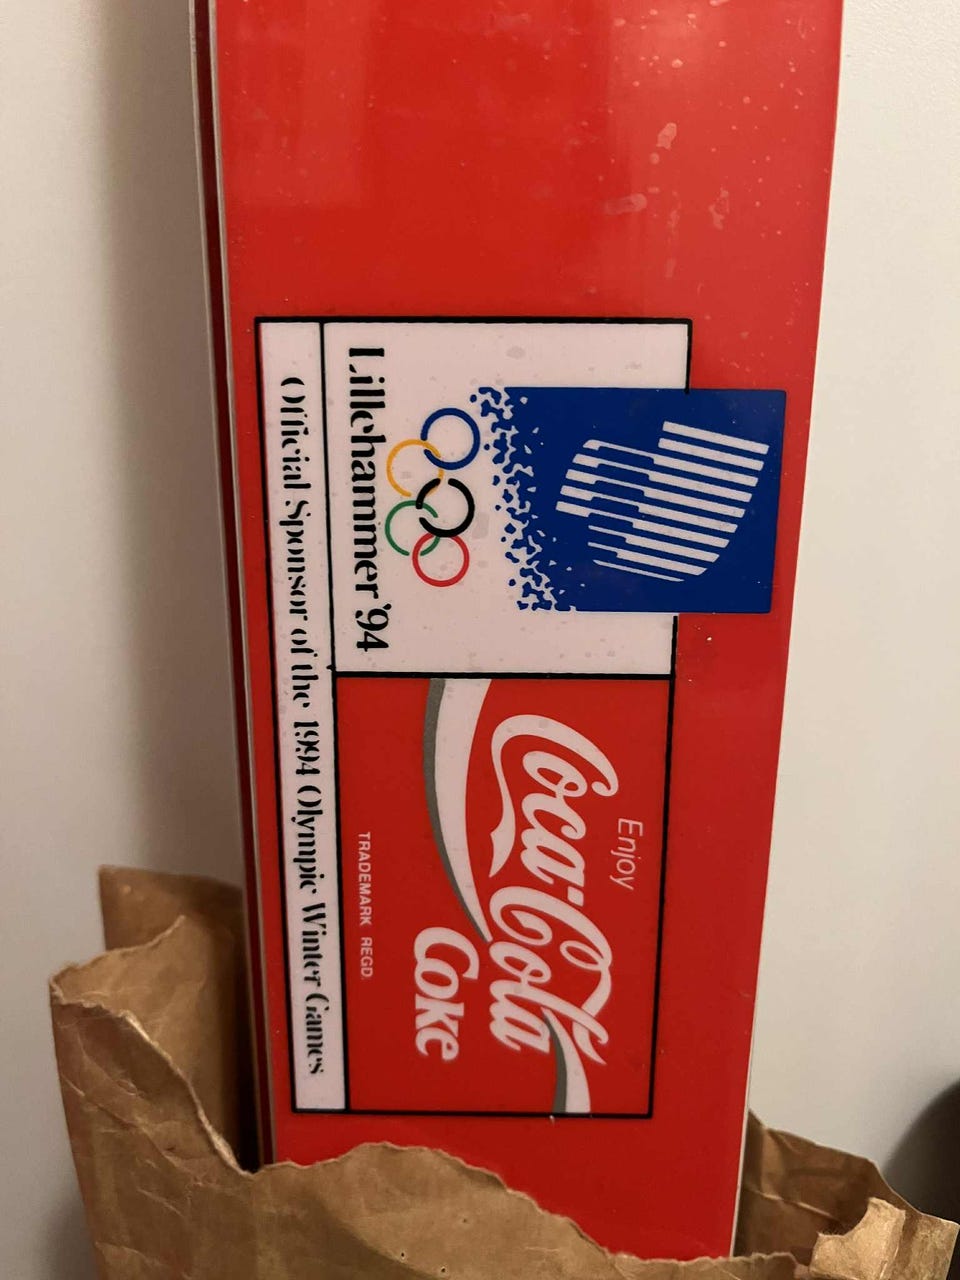 Lillehammer '94
Enjoy
Coca-Cola
Coke
TRADEMARK REGD.
Official Sponsor of the 1994 Olympic Winter Games